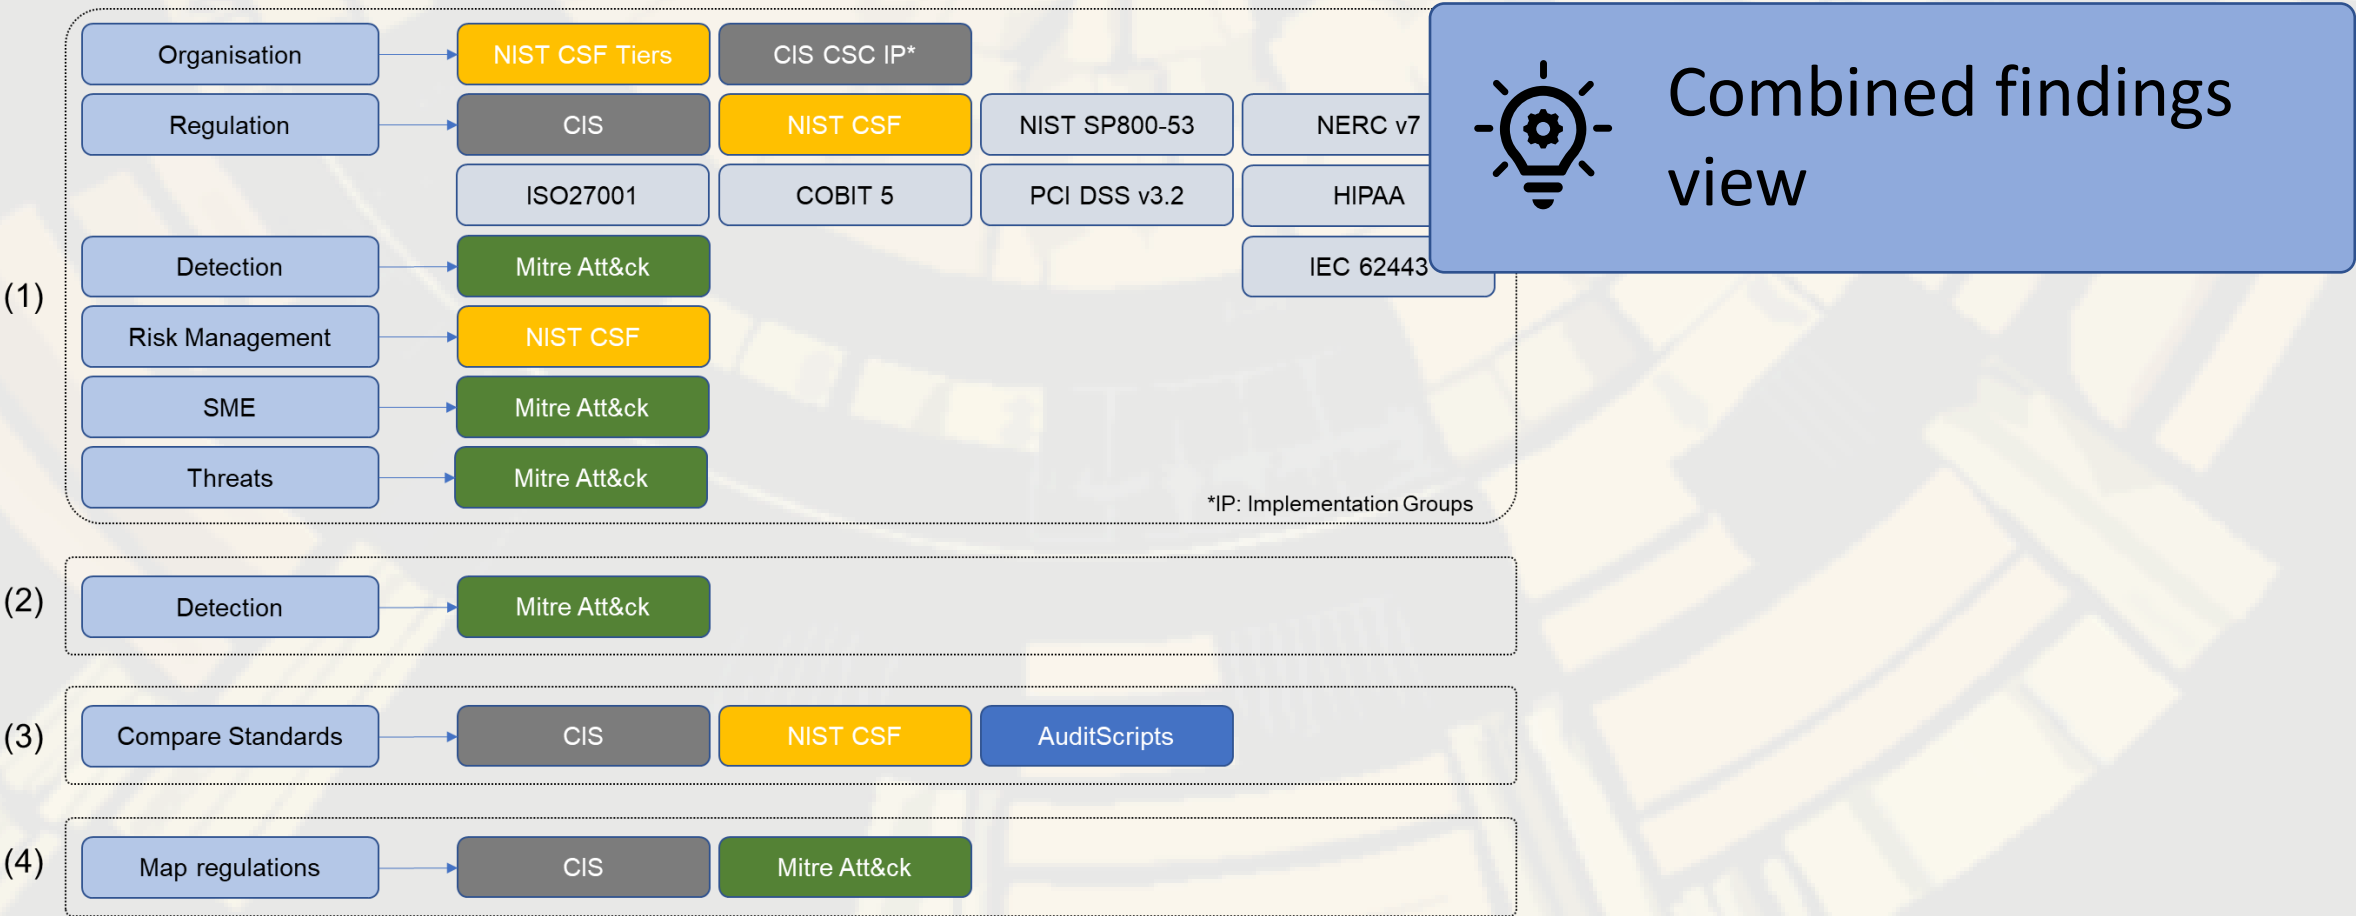 Combined findings
view
(1)
Organisation
NIST CSF Tiers
CIS CSC IP*
Regulation
CIS
NIST CSF
NIST SP800-53
NERC v7
ISO27001
COBIT 5
PCI DSS v3.2
HIPAA
Detection
Mitre Att&ck
IEC 62443
Risk Management
NIST CSF
SME
Mitre Att&ck
Threats
Mitre Att&ck
*IP: Implementation Groups
(2)
Detection
Mitre Att&ck
(3)
Compare Standards
CIS
NIST CSF
AuditScripts
(4)
Map regulations
CIS
Mitre Att&ck